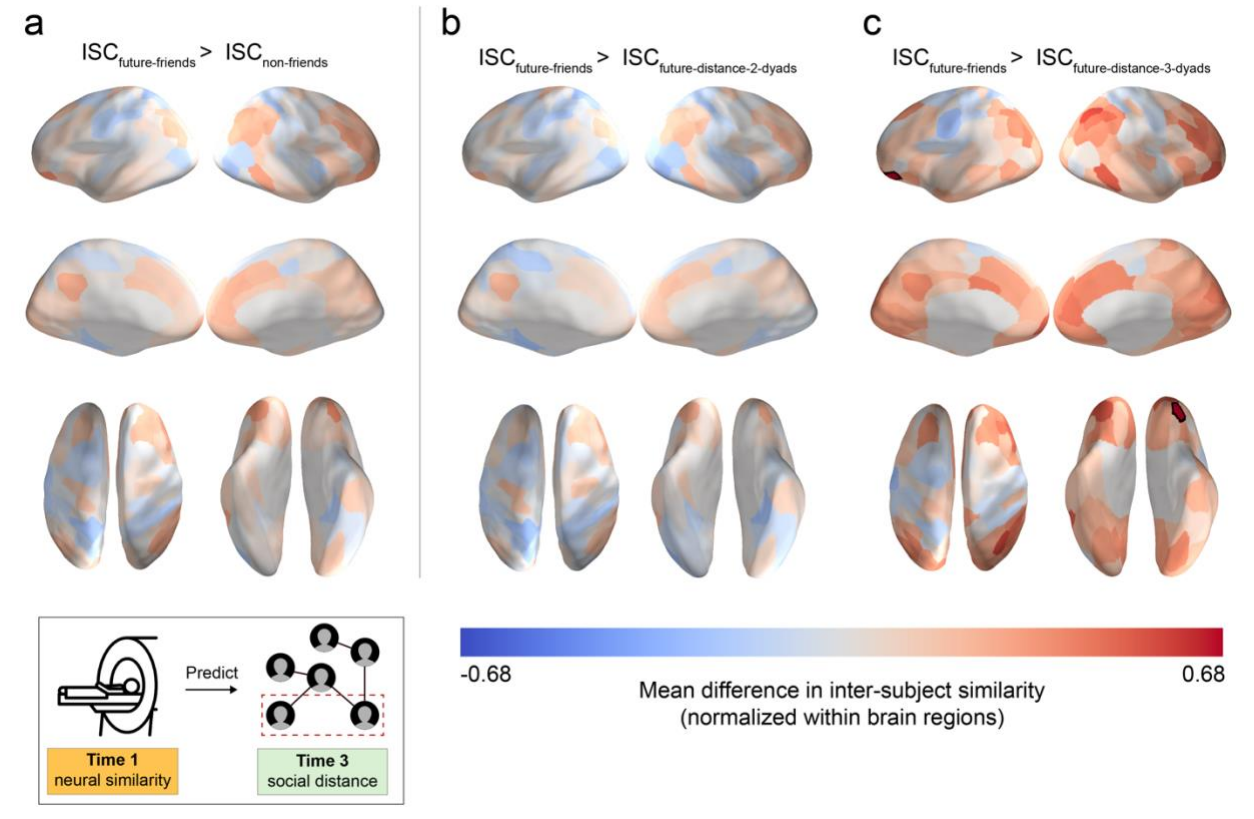 a
ISCfuture-friends > ISCnon-friends
b
ISCfuture-friends > ISCfuture-distance-2-dyads
c
ISCfuture-friends > ISCfuture-distance-3-dyads
Predict
Time 1
neural similarity
Time 3
social distance
-0.68
0.68
Mean difference in inter-subject similarity
(normalized within brain regions)